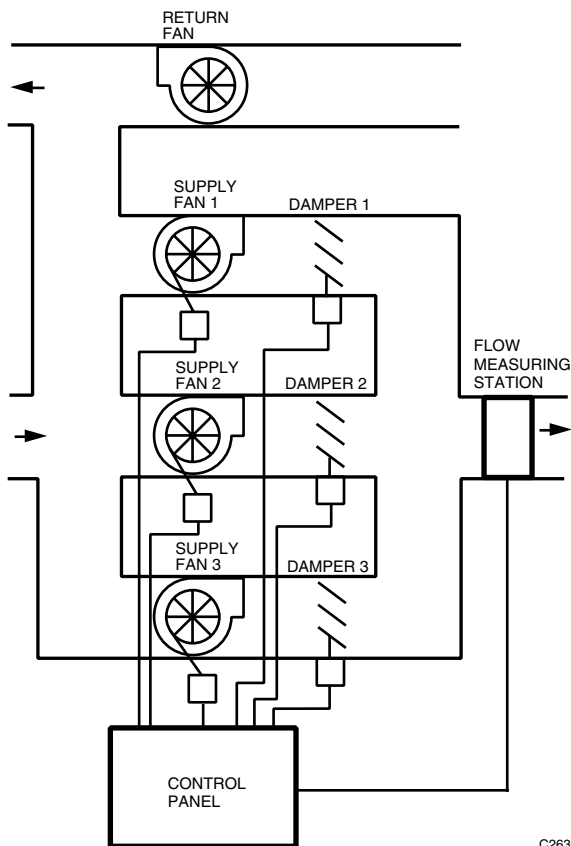 RETURN
FAN
SUPPLY
FAN 1
DAMPER 1
FLOW
MEASURING
STATION
SUPPLY
FAN 2
DAMPER 2
SUPPLY
FAN 3
DAMPER 3
CONTROL
PANEL
C2637